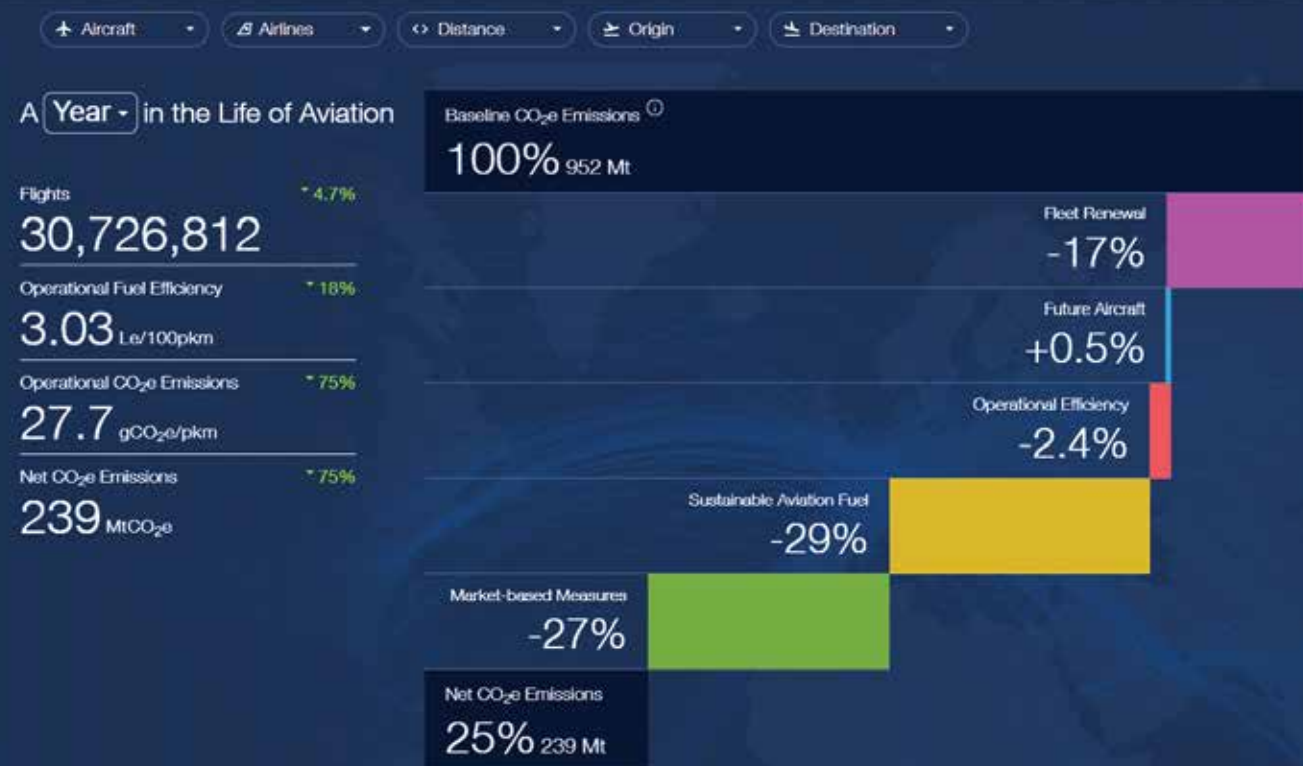 Aircraft
Airlines
Distance
Origin
Destination
A Year in the Life of Aviation
Flights
4.7%
30,726,812
Operational Fuel Efficiency
18%
3.03 Le/100pkm
Operational CO₂e Emissions
75%
27.7 gCO₂e/pkm
Net CO₂e Emissions
75%
239 MtCO₂e
Baseline CO₂e Emissions
100% 952 Mt
Fleet Renewal
-17%
Future Aircraft
+0.5%
Operational Efficiency
-2.4%
Sustainable Aviation Fuel
-29%
Market-based Measures
-27%
Net CO₂e Emissions
25% 239 Mt